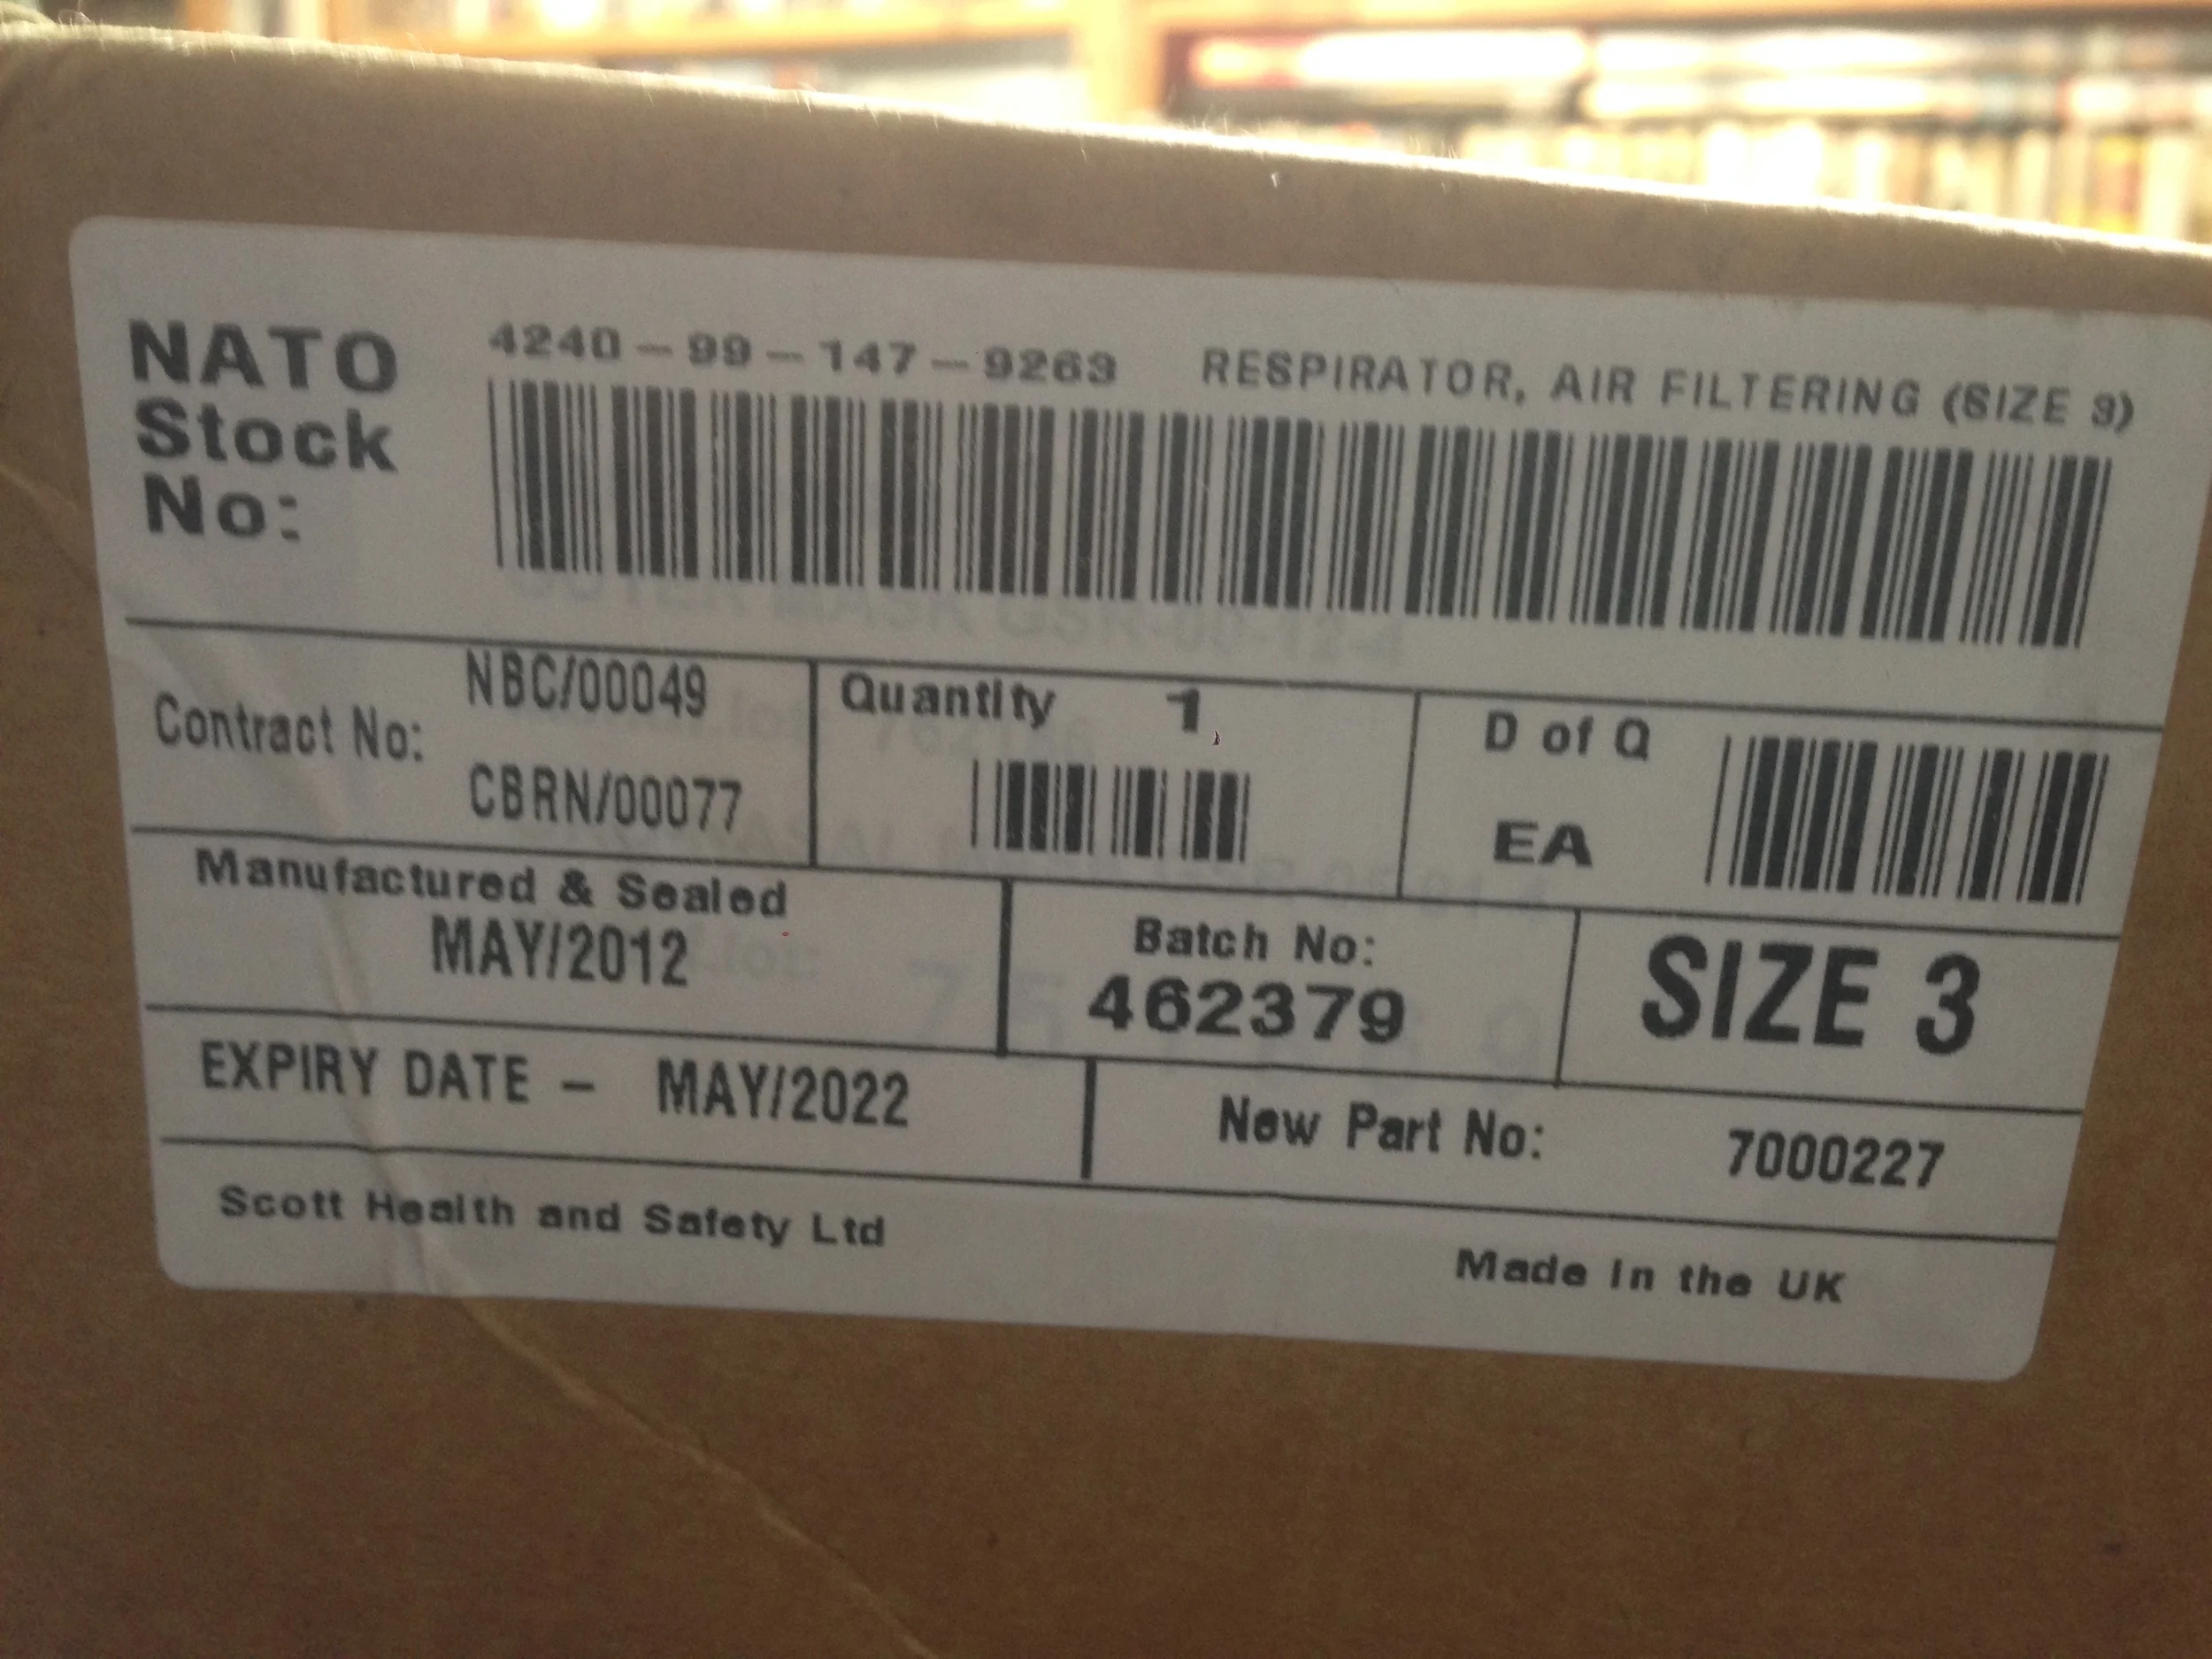 NATO Stock No:
4240-99-147-9263 RESPIRATOR, AIR FILTERING (SIZE 3)
Contract No:
NBC/00049
CBRN/00077
Quantity 1
D of Q
EA
Manufactured & Sealed
MAY/2012
Batch No:
462379
SIZE 3
EXPIRY DATE - MAY/2022
New Part No: 7000227
Scott Health and Safety Ltd
Made in the UK